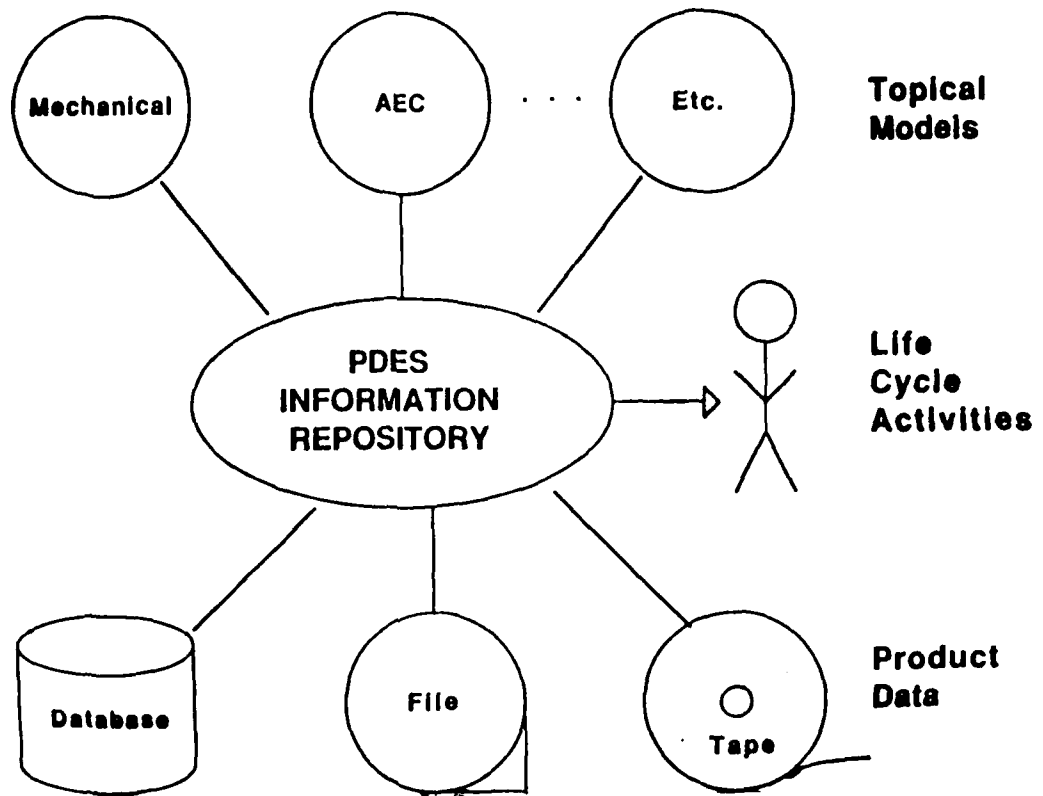 Mechanical
AEC
. . .
Etc.
Topical
Models
PDES
INFORMATION
REPOSITORY
Life
Cycle
Activities
Database
File
Tape
Product
Data